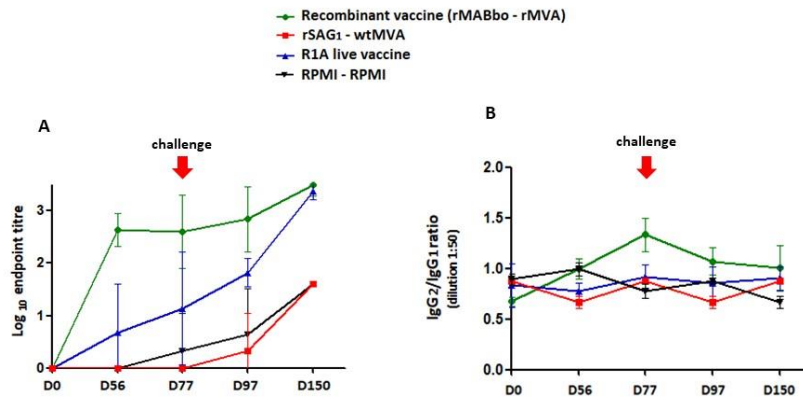 Recombinant vaccine (rMABbo - rMVA)
rSAG1 - wtMVA
R1A live vaccine
RPMI - RPMI
A
challenge
Log 10 endpoint titre
3
2
1
0
D0 D56 D77 D97 D150
B
challenge
IgG2/IgG1 ratio
(dilution 1:50)
2.0
1.5
1.0
0.5
0.0
D0 D56 D77 D97 D150